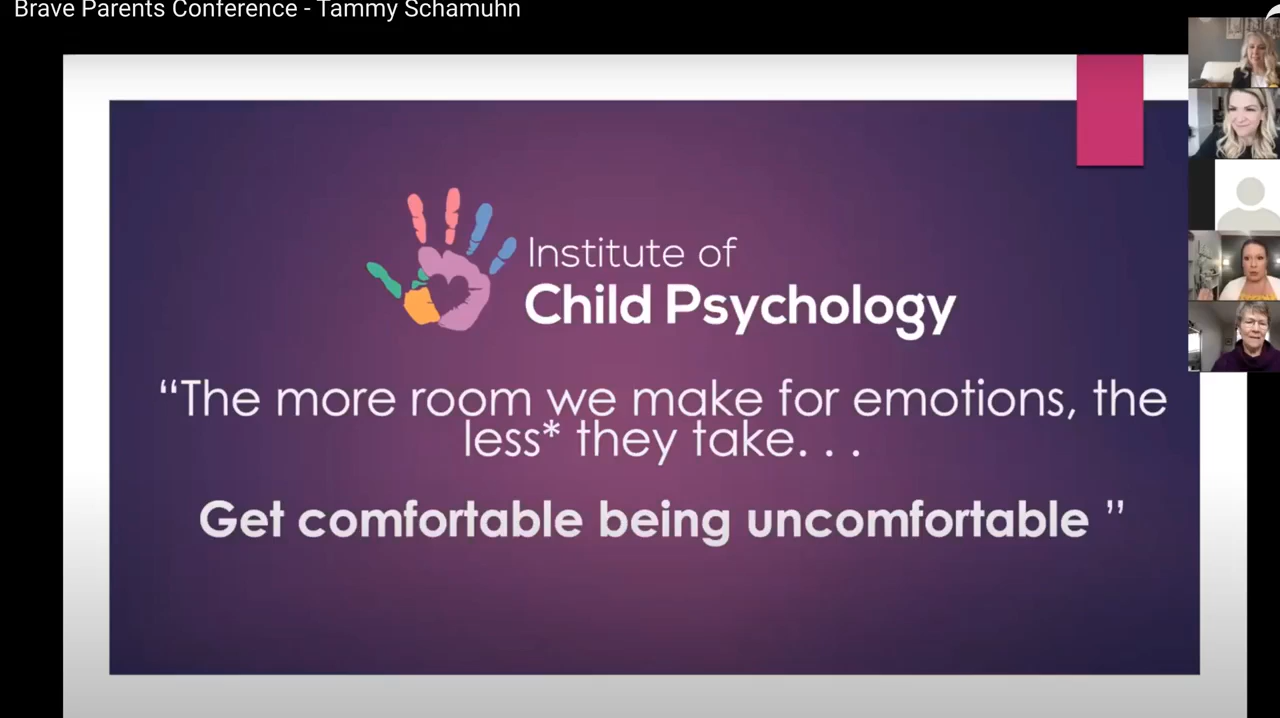 Brave Parents Conference - Tammy Schamuhn
Institute of
Child Psychology
“The more room we make for emotions, the
less* they take. . .
Get comfortable being uncomfortable ”